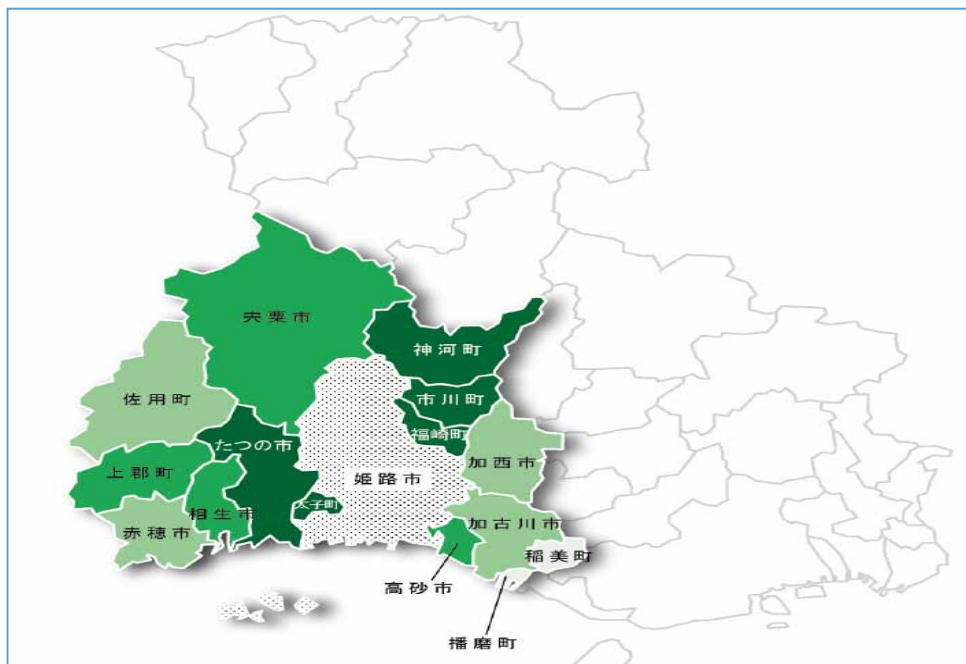 宍粟市
神河町
佐用町
市川町
たつの市
福崎町
加西市
上郡町
姫路市
太子町
相生市
赤穂市
加古川市
稲美町
高砂市
播磨町